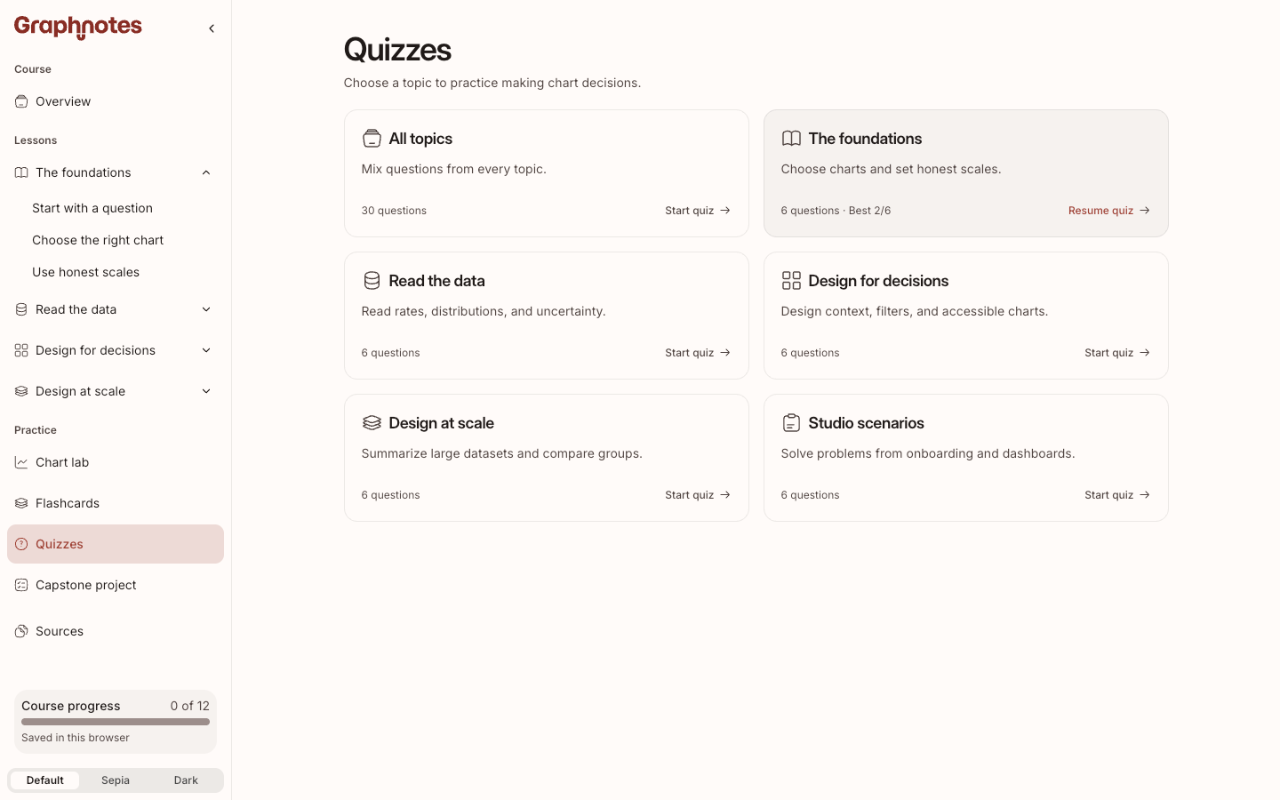 Graphnotes
Course
Overview
Lessons
The foundations
Start with a question
Choose the right chart
Use honest scales
Read the data
Design for decisions
Design at scale
Practice
Chart lab
Flashcards
Quizzes
Capstone project
Sources
Course progress 0 of 12
Saved in this browser
Default Sepia Dark
Quizzes
Choose a topic to practice making chart decisions.
All topics
Mix questions from every topic.
30 questions Start quiz →
The foundations
Choose charts and set honest scales.
6 questions · Best 2/6 Resume quiz →
Read the data
Read rates, distributions, and uncertainty.
6 questions Start quiz →
Design for decisions
Design context, filters, and accessible charts.
6 questions Start quiz →
Design at scale
Summarize large datasets and compare groups.
6 questions Start quiz →
Studio scenarios
Solve problems from onboarding and dashboards.
6 questions Start quiz →